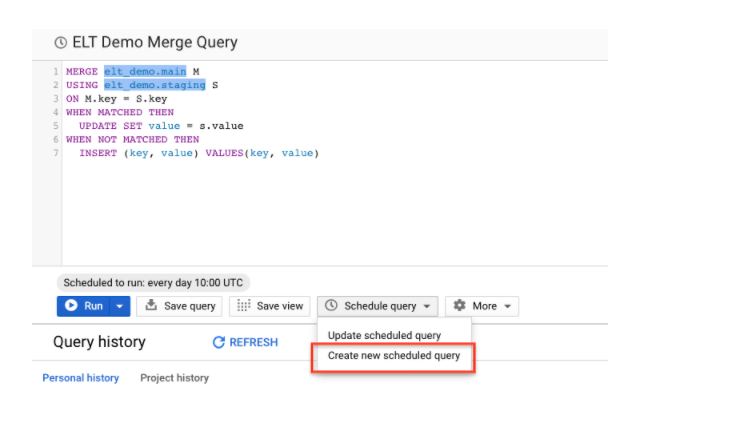 ELT Demo Merge Query
1 MERGE elt_demo.main M
2 USING elt_demo.staging S
3 ON M.key = S.key
4 WHEN MATCHED THEN
5 UPDATE SET value = s.value
6 WHEN NOT MATCHED THEN
7 INSERT (key, value) VALUES(key, value)
Scheduled to run: every day 10:00 UTC
Run Save query Save view Schedule query More
Update scheduled query
Create new scheduled query
Query history REFRESH
Personal history Project history